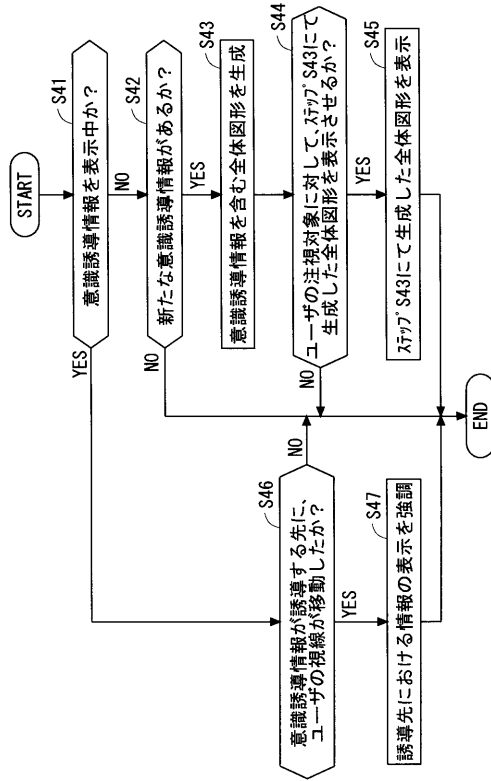 START
S41
意識誘導情報を表示中か?
YES
NO
S42
新たな意識誘導情報があるか?
NO
YES
S43
意識誘導情報を含む全体図形を生成
S44
ユーザの注視対象に対して、ステップS43にて
生成した全体図形を表示させるか?
NO
YES
S45
ステップS43にて生成した全体図形を表示
S46
意識誘導情報が誘導する先に、
ユーザの視線が移動したか?
NO
YES
S47
誘導先における情報の表示を強調
END